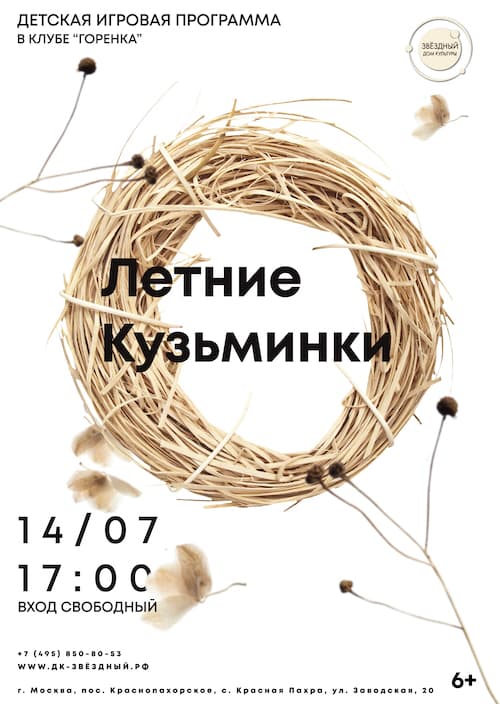 ДЕТСКАЯ ИГРОВАЯ ПРОГРАММА
В КЛУБЕ “ГОРЕНКА”
ЗВЁЗДНЫЙ
ДОМ КУЛЬТУРЫ
Летние
Кузьминки
14/07
17:00
ВХОД СВОБОДНЫЙ
+7 (495) 850-80-53
WWW.ДК-ЗВЁЗДНЫЙ.РФ
г. Москва, пос. Краснопахорское, с. Красная Пахра, ул. Заводская, 20
6+